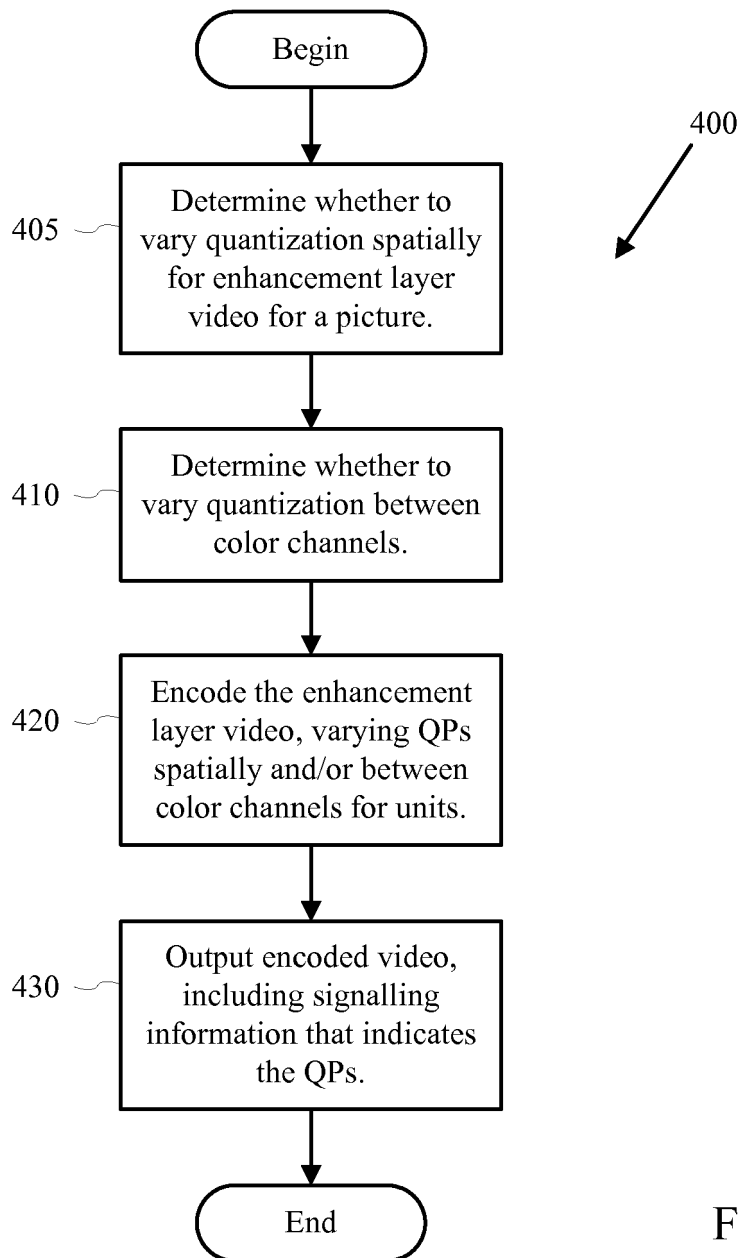 Begin
400
405
Determine whether to
vary quantization spatially
for enhancement layer
video for a picture.
410
Determine whether to
vary quantization between
color channels.
420
Encode the enhancement
layer video, varying QPs
spatially and/or between
color channels for units.
430
Output encoded video,
including signalling
information that indicates
the QPs.
End
F